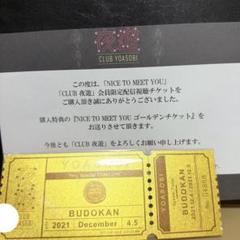 夜遊
CLUB YOASOBI
この度は、「NICE TO MEET YOU」
「CLUB 夜遊」会員限定配信視聴チケットを
ご購入頂き誠にありがとうございました。
購入特典の『NICE TO MEET YOU ゴールデンチケット』を
お送りさせて頂きます。
今後とも「CLUB 夜遊」をよろしくお願い申し上げます。
YOASOBI
BUDOKAN
2021 December 4.5
YOASOBI
BUDOKAN